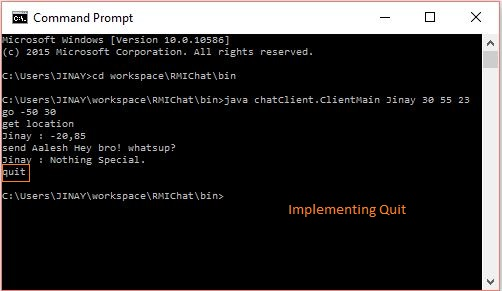 Command Prompt
Microsoft Windows [Version 10.0.10586]
(c) 2015 Microsoft Corporation. All rights reserved.
C:\Users\JINAY>cd workspace\RMIChat\bin
C:\Users\JINAY\workspace\RMIChat\bin>java chatClient.ClientMain Jinay 30 55 23
go -50 30
get location
Jinay : -20,85
send Aalesh Hey bro! whatsup?
Jinay : Nothing Special.
quit
C:\Users\JINAY\workspace\RMIChat\bin>
Implementing Quit